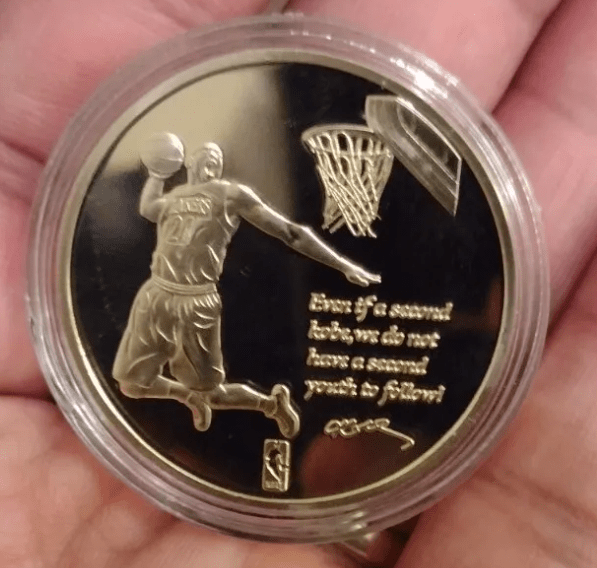 Even if a second
kobe, we do not
have a second
youth to follow!